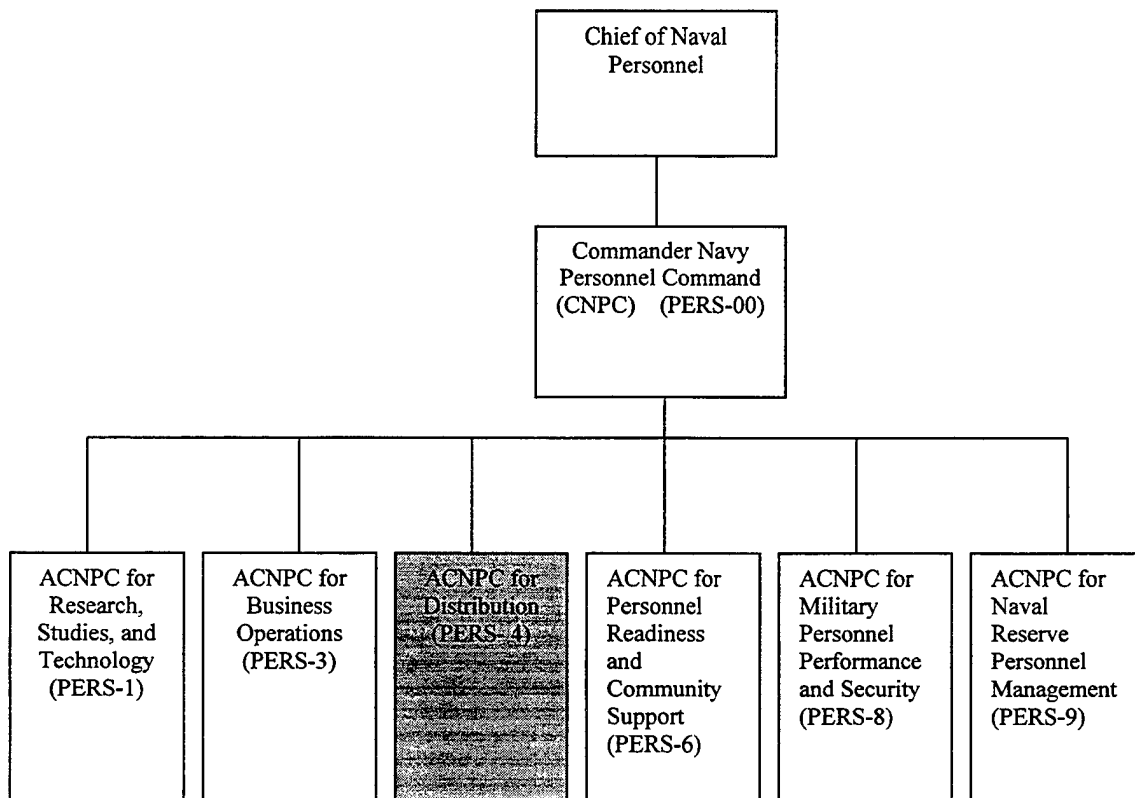 Chief of Naval
Personnel
Commander Navy
Personnel Command
(CNPC) (PERS-00)
ACNPC for
Research,
Studies, and
Technology
(PERS-1)
ACNPC for
Business
Operations
(PERS-3)
ACNPC for
Distribution
(PERS- 4)
ACNPC for
Personnel
Readiness
and
Community
Support
(PERS-6)
ACNPC for
Military
Personnel
Performance
and Security
(PERS-8)
ACNPC for
Naval
Reserve
Personnel
Management
(PERS-9)